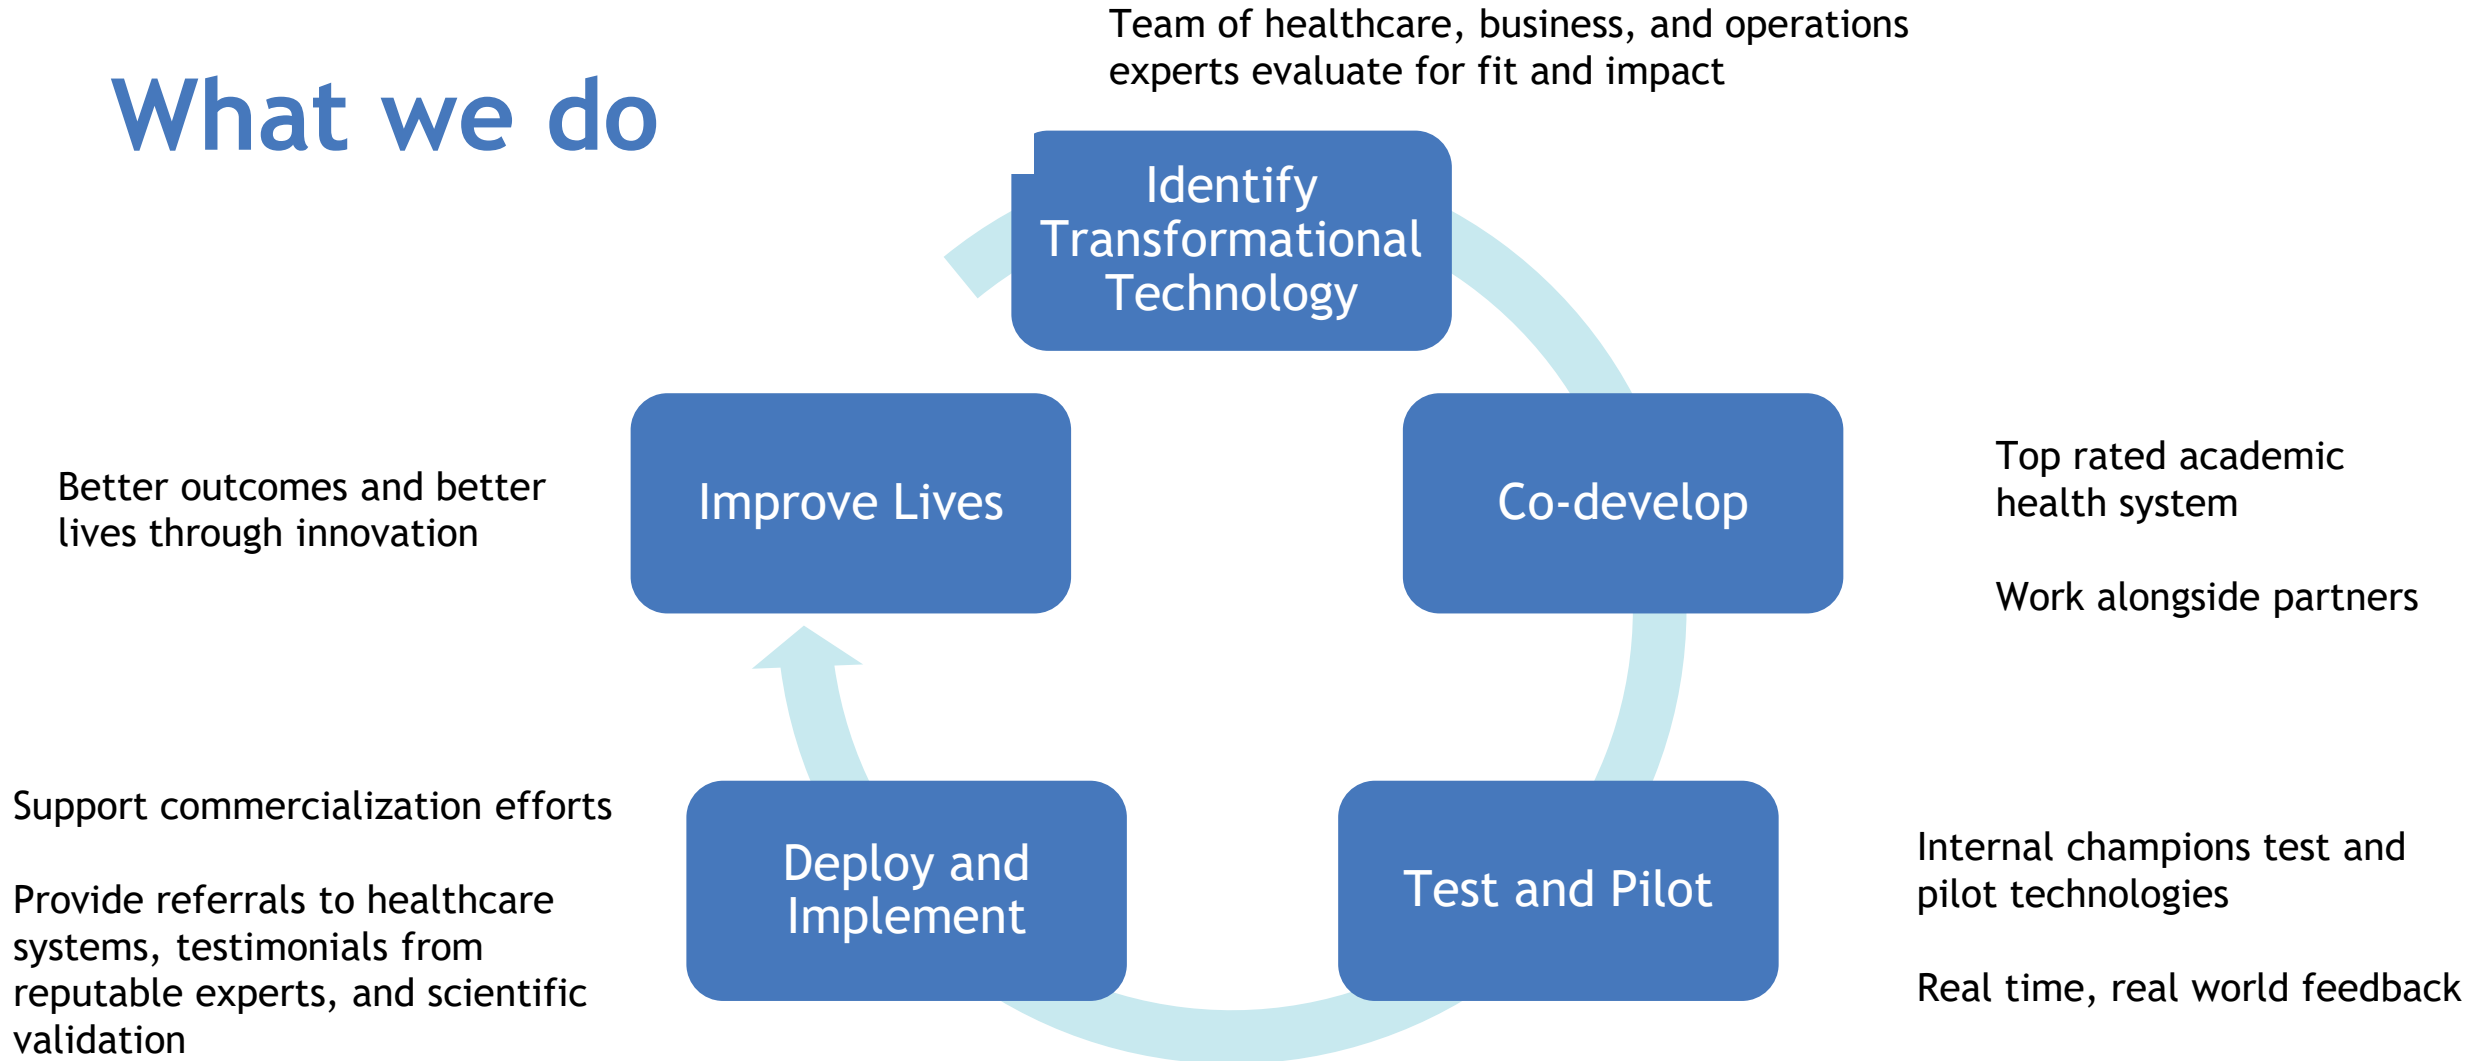 What we do
Team of healthcare, business, and operations
experts evaluate for fit and impact
Identify
Transformational
Technology
Co-develop
Top rated academic
health system
Work alongside partners
Test and Pilot
Internal champions test and
pilot technologies
Real time, real world feedback
Deploy and
Implement
Support commercialization efforts
Provide referrals to healthcare
systems, testimonials from
reputable experts, and scientific
validation
Improve Lives
Better outcomes and better
lives through innovation